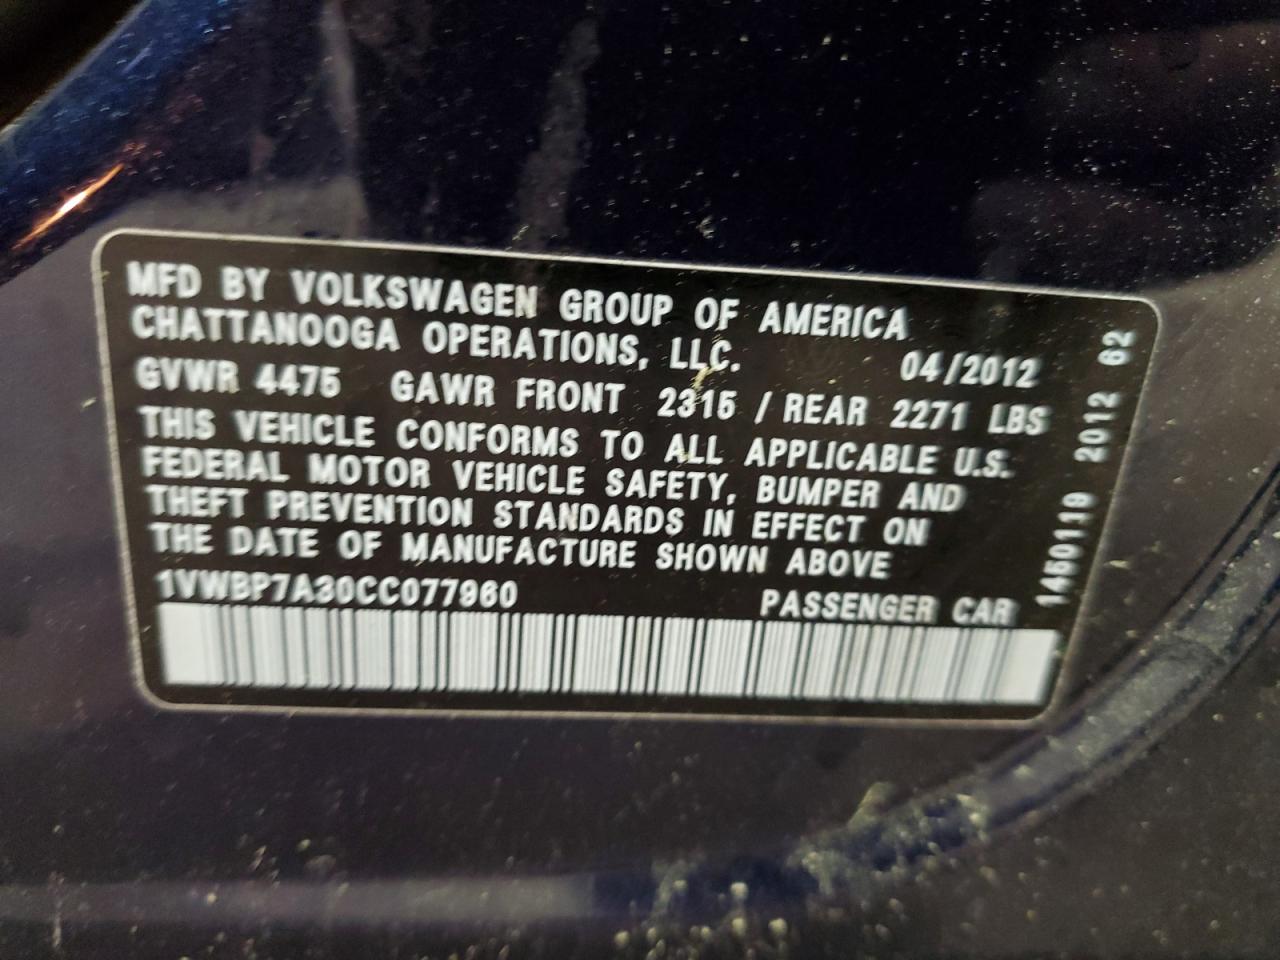 MFD BY VOLKSWAGEN GROUP OF AMERICA
CHATTANOOGA OPERATIONS, LLC.
04/2012
GVWR 4475 GAWR FRONT 2315 / REAR 2271 LBS
THIS VEHICLE CONFORMS TO ALL APPLICABLE U.S.
FEDERAL MOTOR VEHICLE SAFETY, BUMPER AND
THEFT PREVENTION STANDARDS IN EFFECT ON
THE DATE OF MANUFACTURE SHOWN ABOVE
1VWBP7A30CC077960 PASSENGER CAR
1450119 2012 62